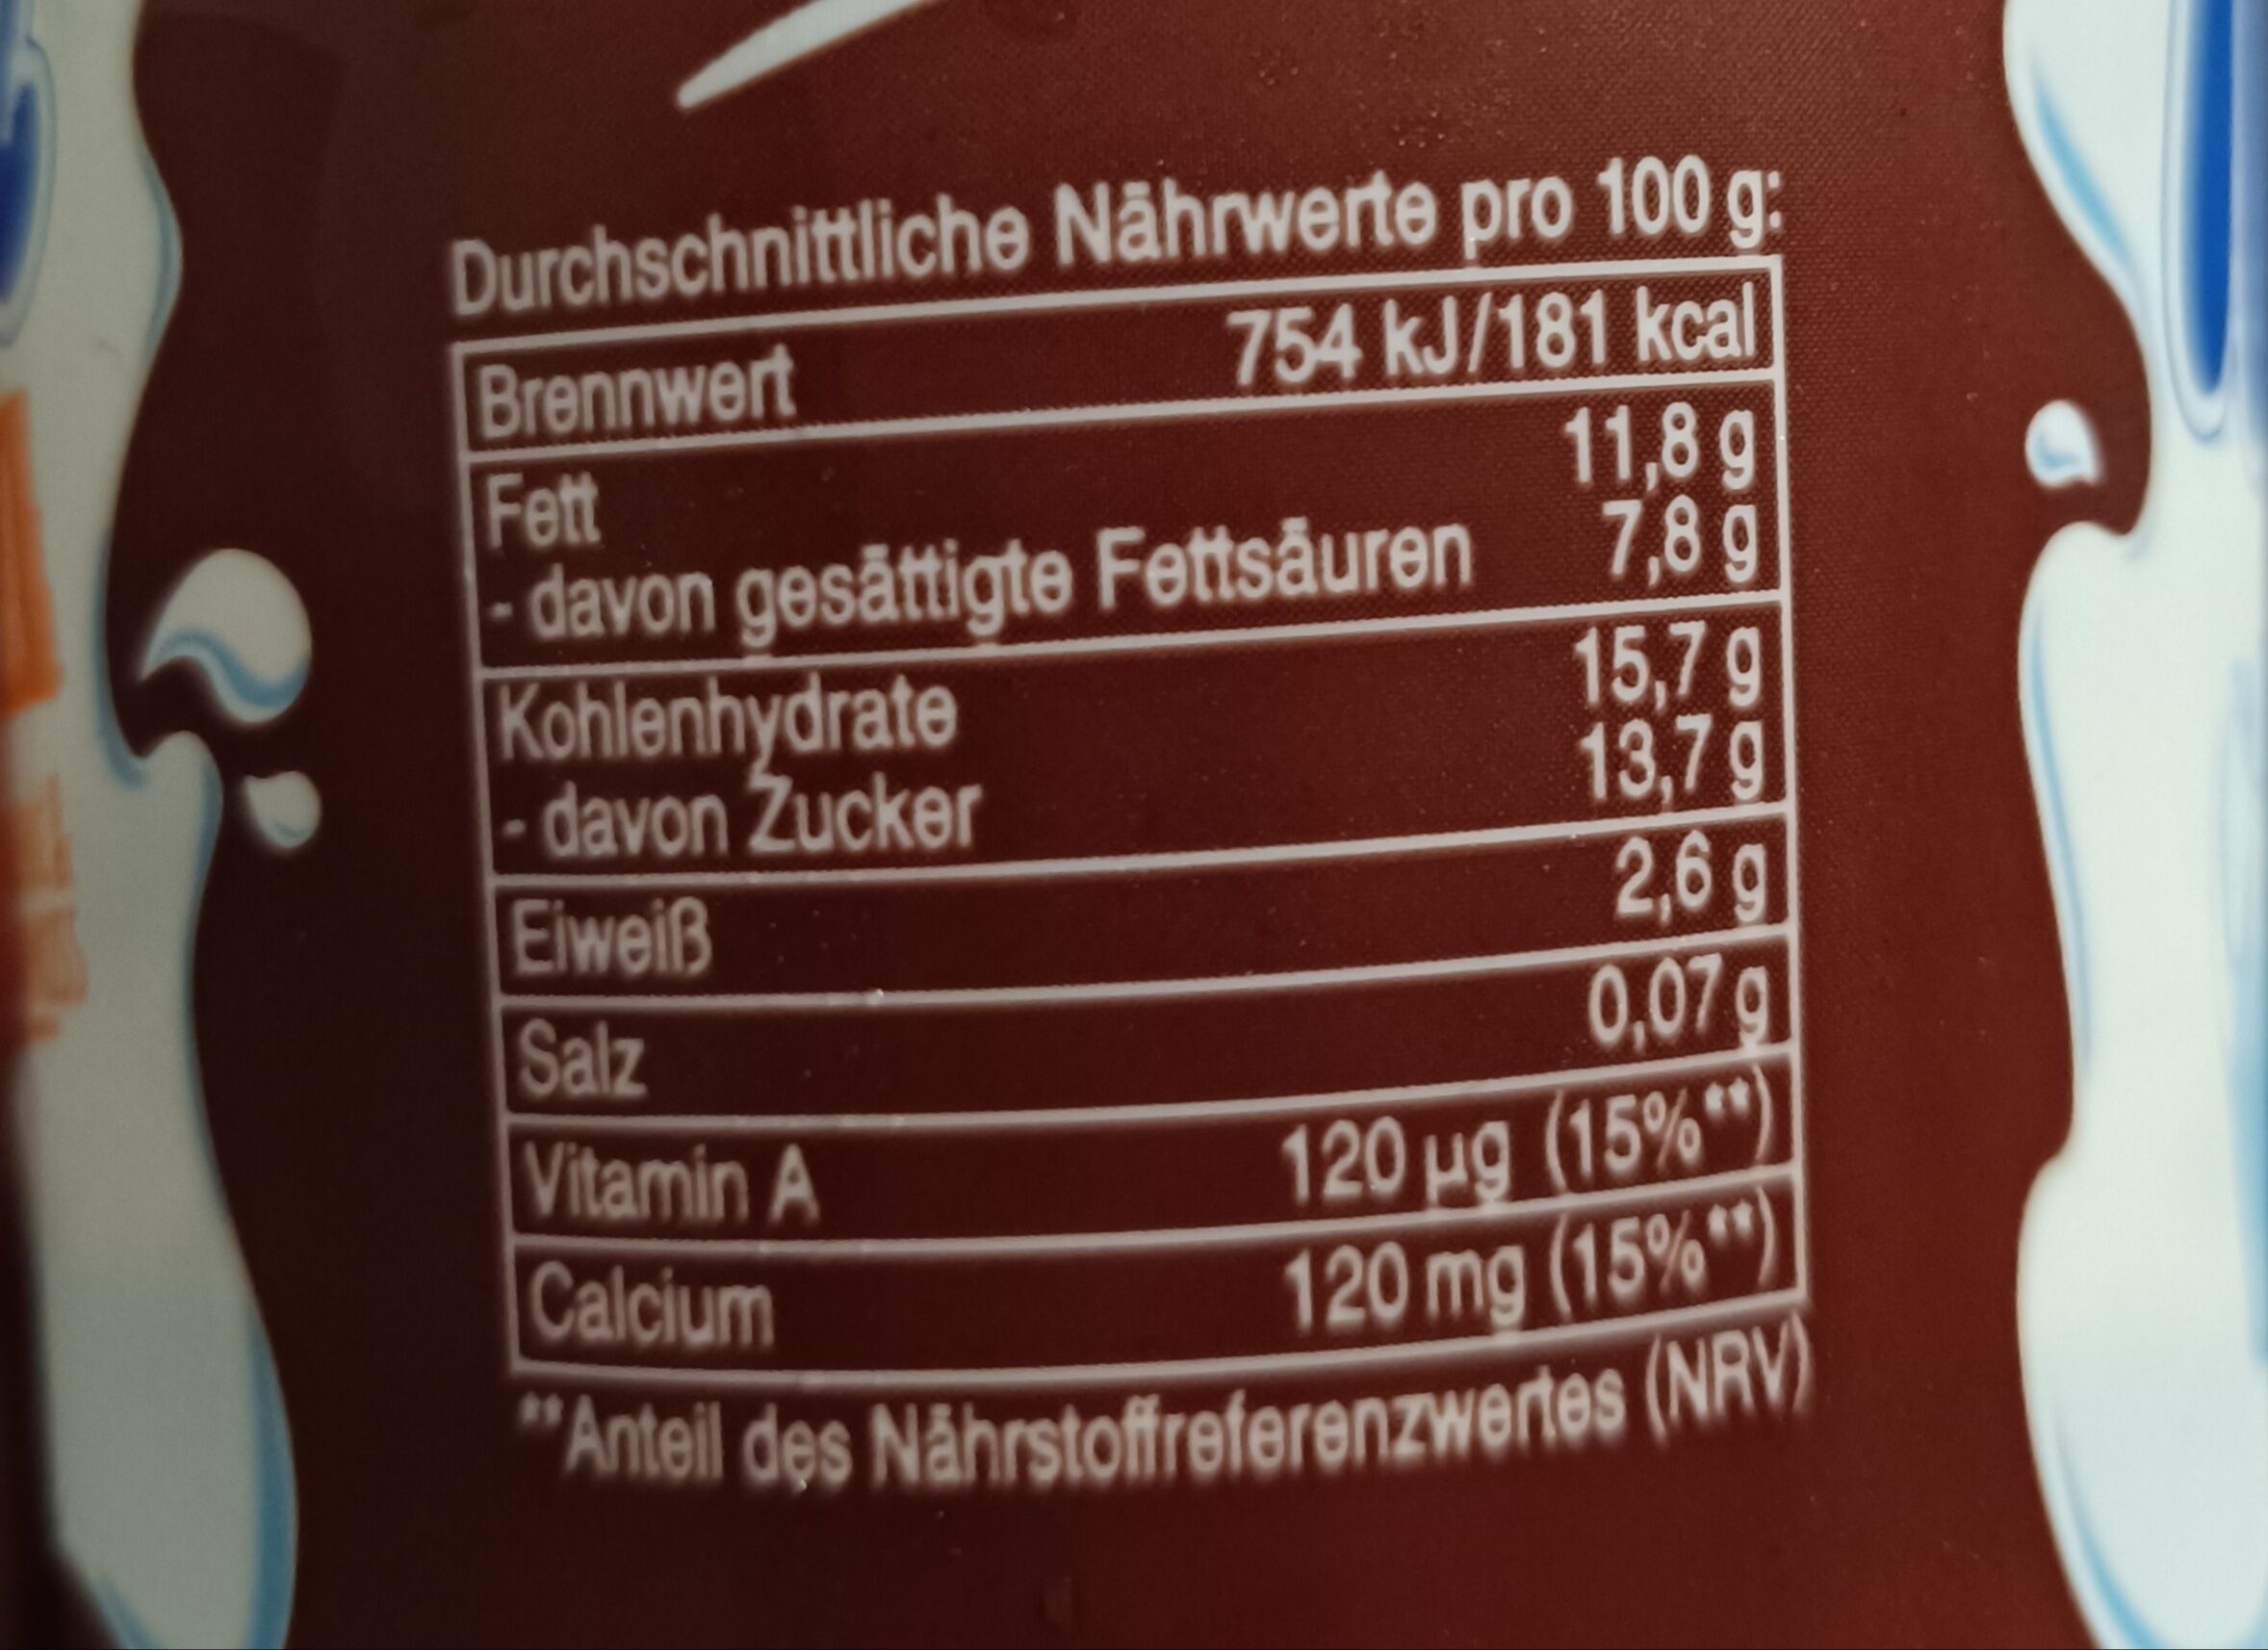 Durchschnittliche Nährwerte pro 100 g:
Brennwert 754 kJ/181 kcal
Fett 11,8 g
- davon gesättigte Fettsäuren 7,8 g
Kohlenhydrate 15,7 g
- davon Zucker 13,7 g
Eiweiß 2,6 g
Salz 0,07 g
Vitamin A 120 µg (15%**)
Calcium 120 mg (15%**)
**Anteil des Nährstoffreferenzwertes (NRV)